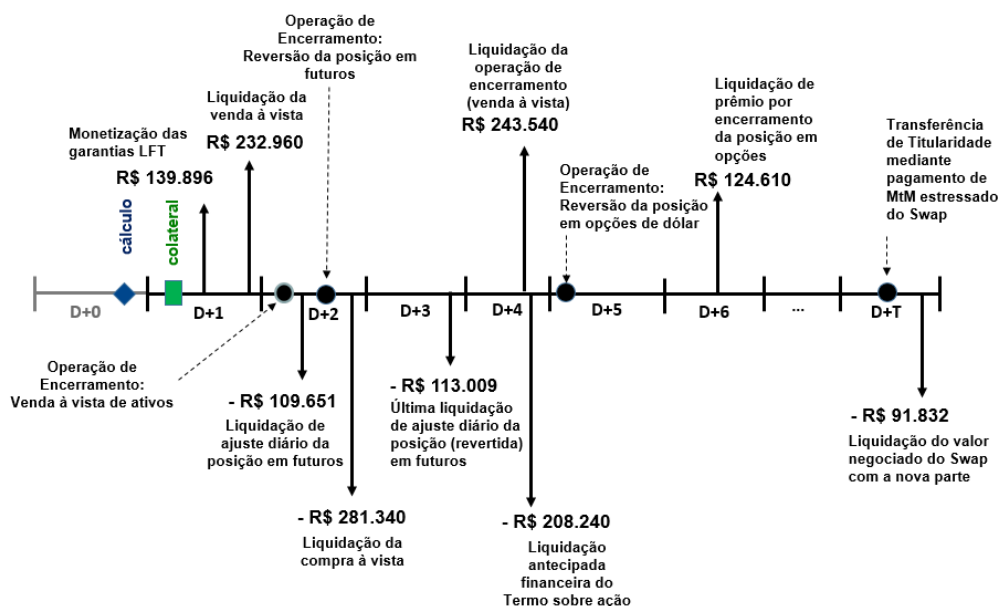 Operação de
Encerramento:
Reversão da posição em
futuros
Liquidação da
venda à vista
R$ 232.960
Monetização das
garantias LFT
R$ 139.896
cálculo
colateral
Liquidação da
operação de
encerramento
(venda à vista)
R$ 243.540
Operação de
Encerramento:
Reversão da posição
em opções de dólar
Liquidação de
prêmio por
encerramento
da posição em
opções
R$ 124.610
Transferência
de Titularidade
mediante
pagamento de
MtM estressado
do Swap
D+0
D+1
D+2
D+3
D+4
D+5
D+6
...
D+T
Operação de
Encerramento:
Venda à vista de ativos
- R$ 109.651
Liquidação de
ajuste diário da
posição em futuros
- R$ 281.340
Liquidação da
compra à vista
- R$ 113.009
Última liquidação
de ajuste diário da
posição (revertida)
em futuros
- R$ 208.240
Liquidação
antecipada
financeira do
Termo sobre ação
- R$ 91.832
Liquidação do valor
negociado do Swap
com a nova parte